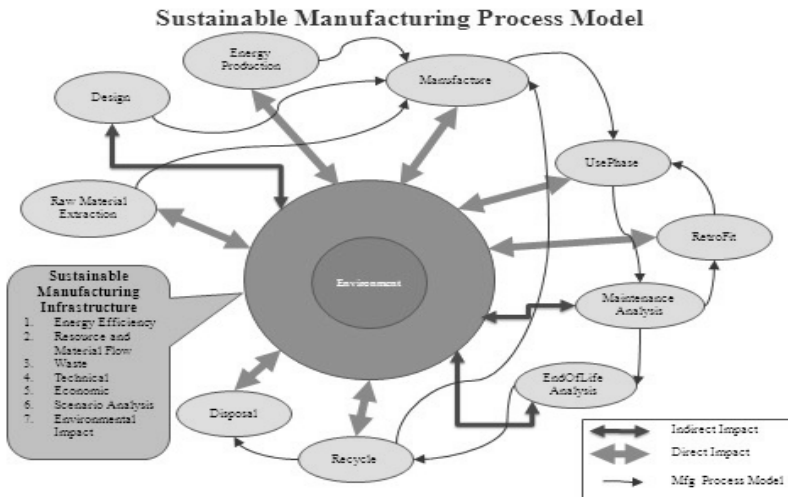 Sustainable Manufacturing Process Model
Energy
Production
Manufacture
Design
UsePhase
Raw Material
Extraction
RetroFit
Environment
Sustainable
Manufacturing
Infrastructure
1. Energy Efficiency
2. Resource and
Material Flow
3. Waste
4. Technical
5. Economic
6. Scenario Analysis
7. Environmental
Impact
Maintenance
Analysis
EndOfLife
Analysis
Disposal
Recycle
Indirect Impact
Direct Impact
Mfg Process Model